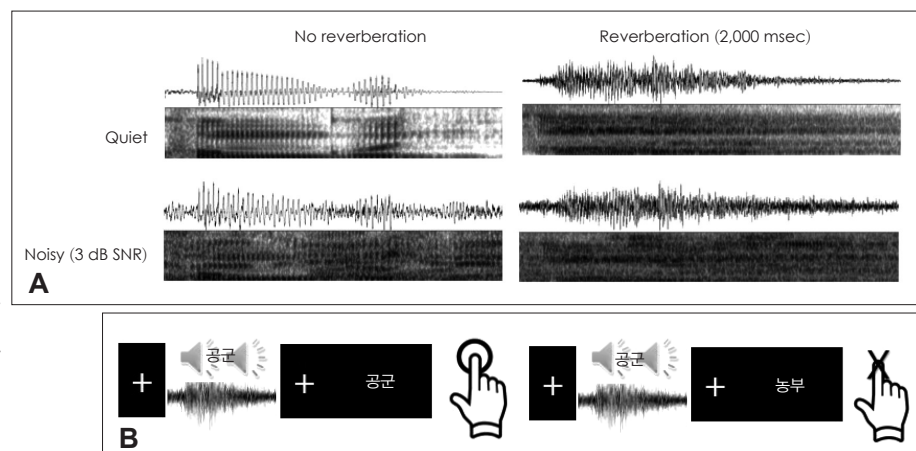 No reverberation
Reverberation (2,000 msec)
Quiet
Noisy (3 dB SNR)
A
공군
+
+
공군
공군
+
+
농부
B